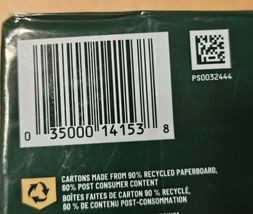 PS0032444
0 35000 14153 8
CARTONS MADE FROM 90% RECYCLED PAPERBOARD,
60% POST CONSUMER CONTENT
BOÎTES FAITES DE CARTON 90 % RECYCLÉ,
60 % DE CONTENU POST-CONSOMMATION